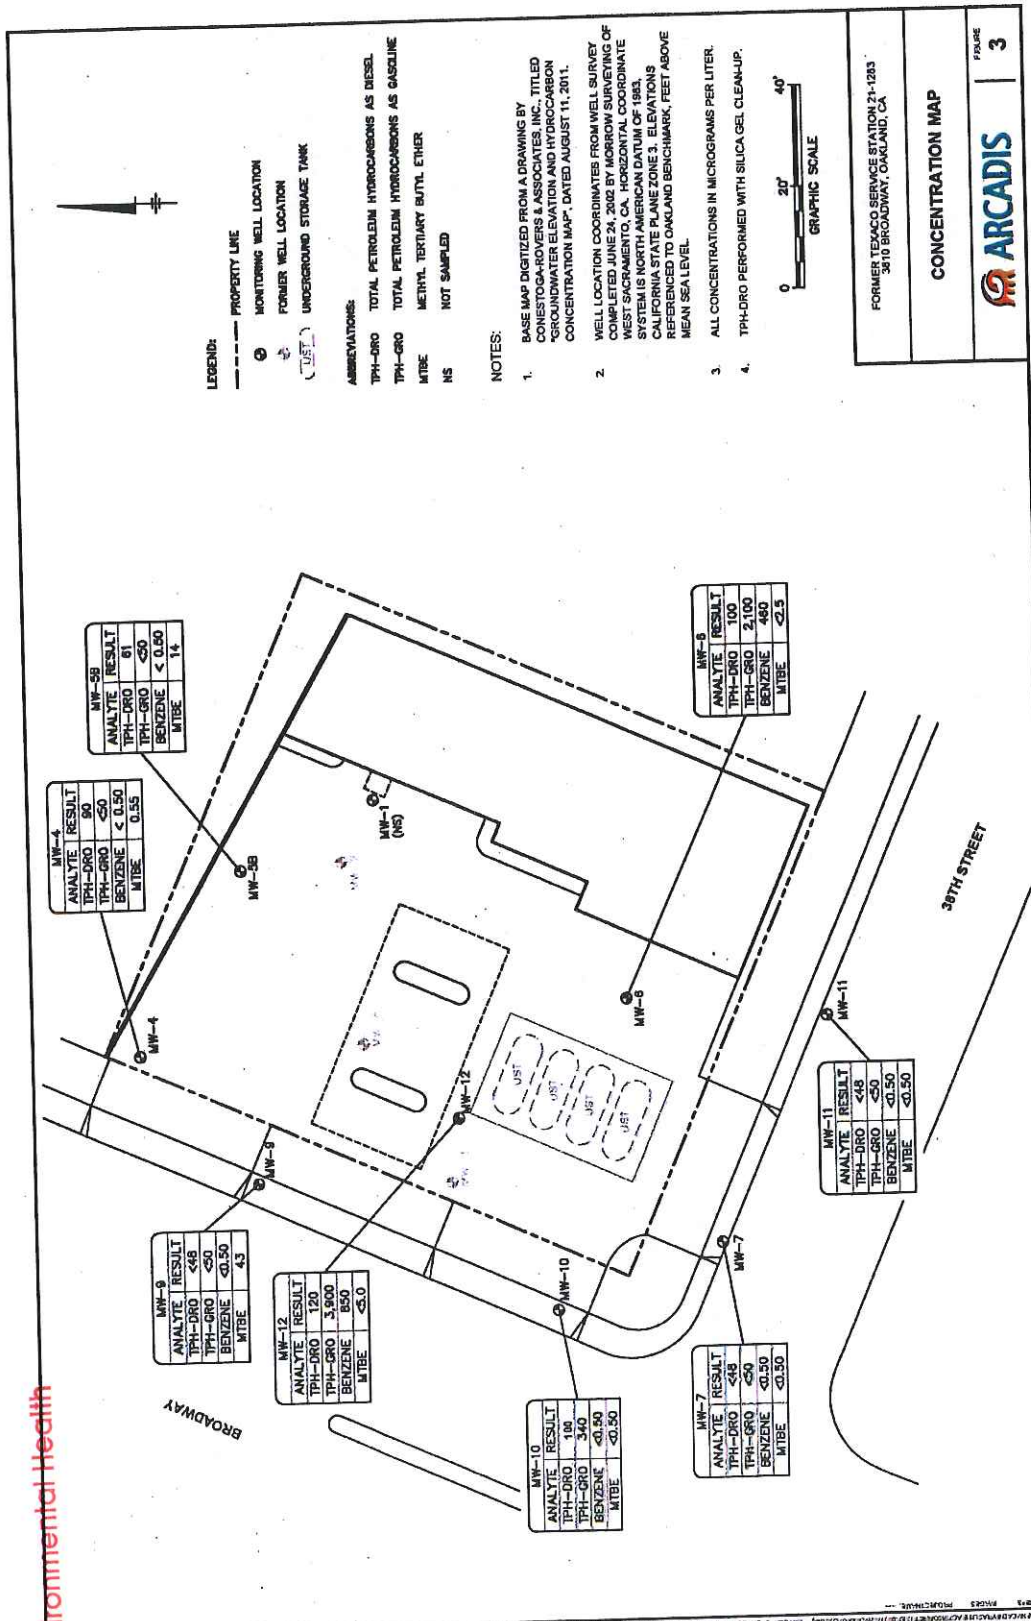 ronmental Health
LEGEND:
PROPERTY LINE
MONITORING WELL LOCATION
FORMER WELL LOCATION
UST UNDERGROUND STORAGE TANK
ABBREVIATIONS:
TPH-DRO TOTAL PETROLEUM HYDROCARBONS AS DIESEL
TPH-GRO TOTAL PETROLEUM HYDROCARBONS AS GASOLINE
MTBE METHYL TERTIARY BUTYL ETHER
NS NOT SAMPLED
NOTES:
1. BASE MAP DIGITIZED FROM A DRAWING BY
CONESTOGA-ROVERS & ASSOCIATES, INC., TITLED
"GROUNDWATER ELEVATION AND HYDROCARBON
CONCENTRATION MAP", DATED AUGUST 11, 2011.
2. WELL LOCATION COORDINATES FROM WELL SURVEY
COMPLETED JUNE 24, 2002 BY MORROW SURVEYING OF
WEST SACRAMENTO, CA. HORIZONTAL COORDINATE
SYSTEM IS NORTH AMERICAN DATUM OF 1983,
CALIFORNIA STATE PLANE ZONE 3. ELEVATIONS
REFERENCED TO OAKLAND BENCHMARK, FEET ABOVE
MEAN SEA LEVEL.
3. ALL CONCENTRATIONS IN MICROGRAMS PER LITER.
4. TPH-DRO PERFORMED WITH SILICA GEL CLEAN-UP.
0 20' 40'
GRAPHIC SCALE
FORMER TEXACO SERVICE STATION 21-1283
3810 BROADWAY, OAKLAND, CA
CONCENTRATION MAP
ARCADIS
FIGURE
3
MW-4
ANALYTE RESULT
TPH-DRO 90
TPH-GRO <50
BENZENE < 0.50
MTBE 0.55
MW-5B
ANALYTE RESULT
TPH-DRO 61
TPH-GRO <50
BENZENE < 0.50
MTBE 14
MW-9
ANALYTE RESULT
TPH-DRO <48
TPH-GRO <50
BENZENE <0.50
MTBE 43
MW-12
ANALYTE RESULT
TPH-DRO 120
TPH-GRO 3,900
BENZENE 850
MTBE <5.0
MW-10
ANALYTE RESULT
TPH-DRO 100
TPH-GRO 340
BENZENE <0.50
MTBE <0.50
MW-7
ANALYTE RESULT
TPH-DRO <48
TPH-GRO <50
BENZENE <0.50
MTBE <0.50
MW-11
ANALYTE RESULT
TPH-DRO <48
TPH-GRO <50
BENZENE <0.50
MTBE <0.50
MW-6
ANALYTE RESULT
TPH-DRO 100
TPH-GRO 2,100
BENZENE 480
MTBE <2.5
MW-4
MW-5B
MW-1
(NS)
MW-9
MW-12
MW-6
MW-10
MW-7
MW-11
UST
UST
UST
UST
BROADWAY
38TH STREET